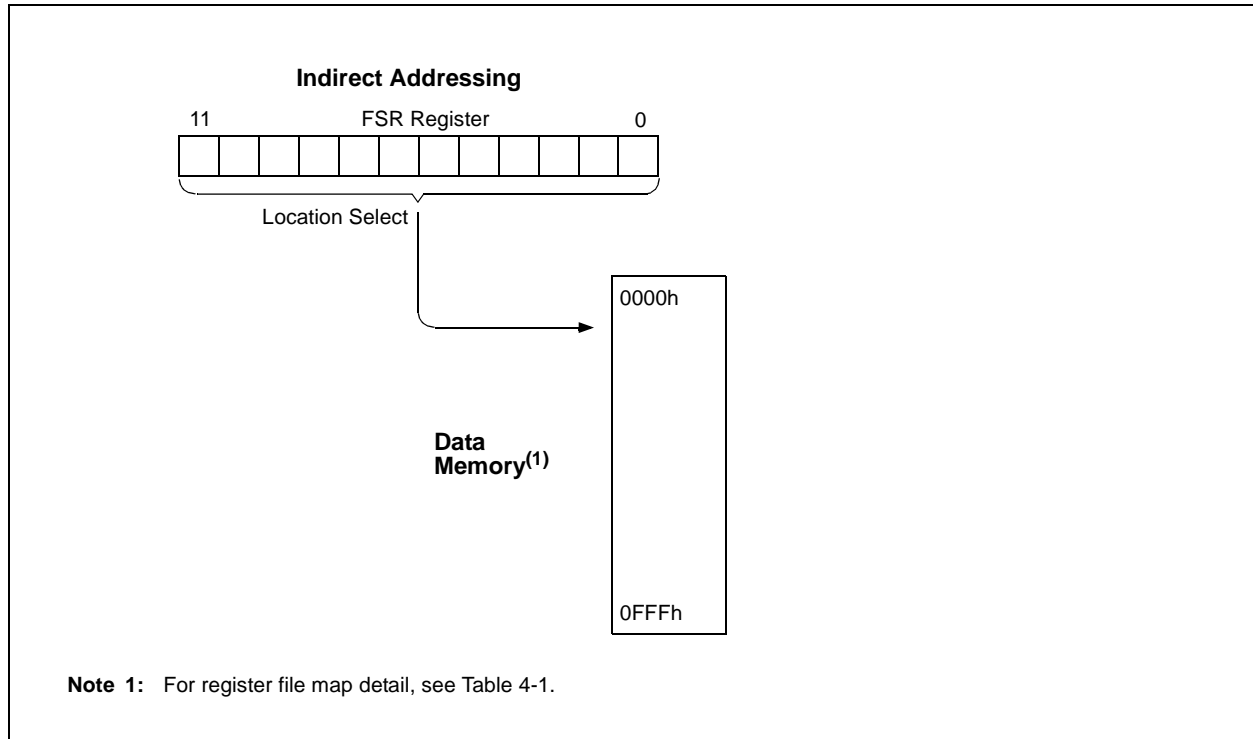 Indirect Addressing
11 FSR Register 0
Location Select
0000h
Data
Memory(1)
0FFFh
Note 1: For register file map detail, see Table 4-1.